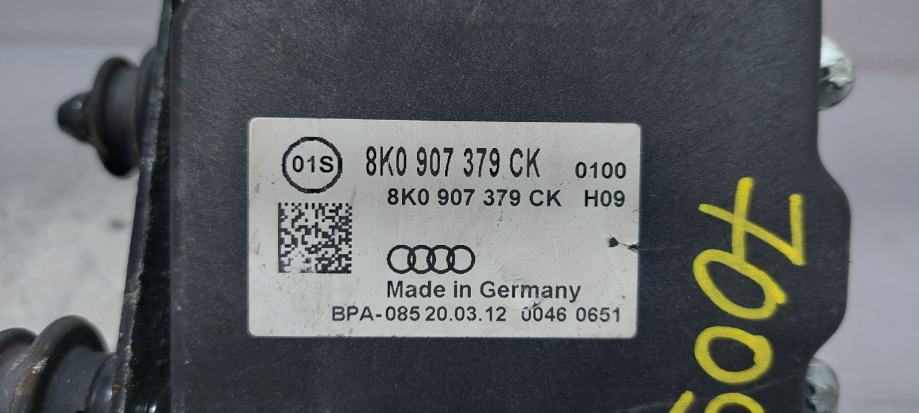 01S 8K0 907 379 CK 0100
8K0 907 379 CK H09
Made in Germany
BPA-085 20.03.12 0046 0651